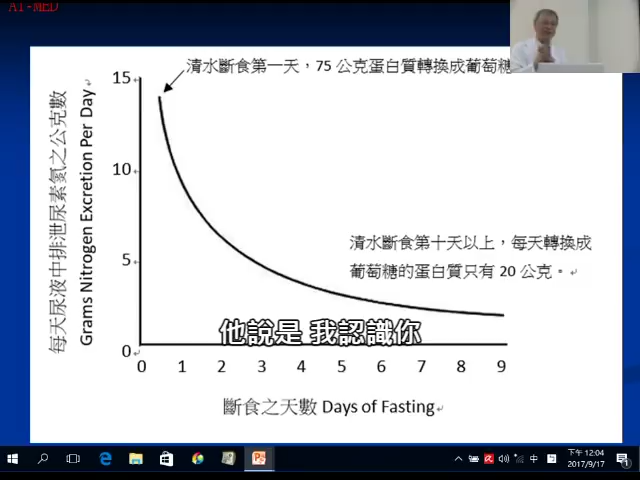 AI-MED
清水斷食第一天，75 公克蛋白質轉換成葡萄糖
每天尿液中排泄尿素氮之公克數
Grams Nitrogen Excretion Per Day
15
10
5
0
清水斷食第十天以上，每天轉換成
葡萄糖的蛋白質只有 20 公克。
他說是 我認識你
0 1 2 3 4 5 6 7 8 9
斷食之天數 Days of Fasting
中
下午 12:04
2017/9/17